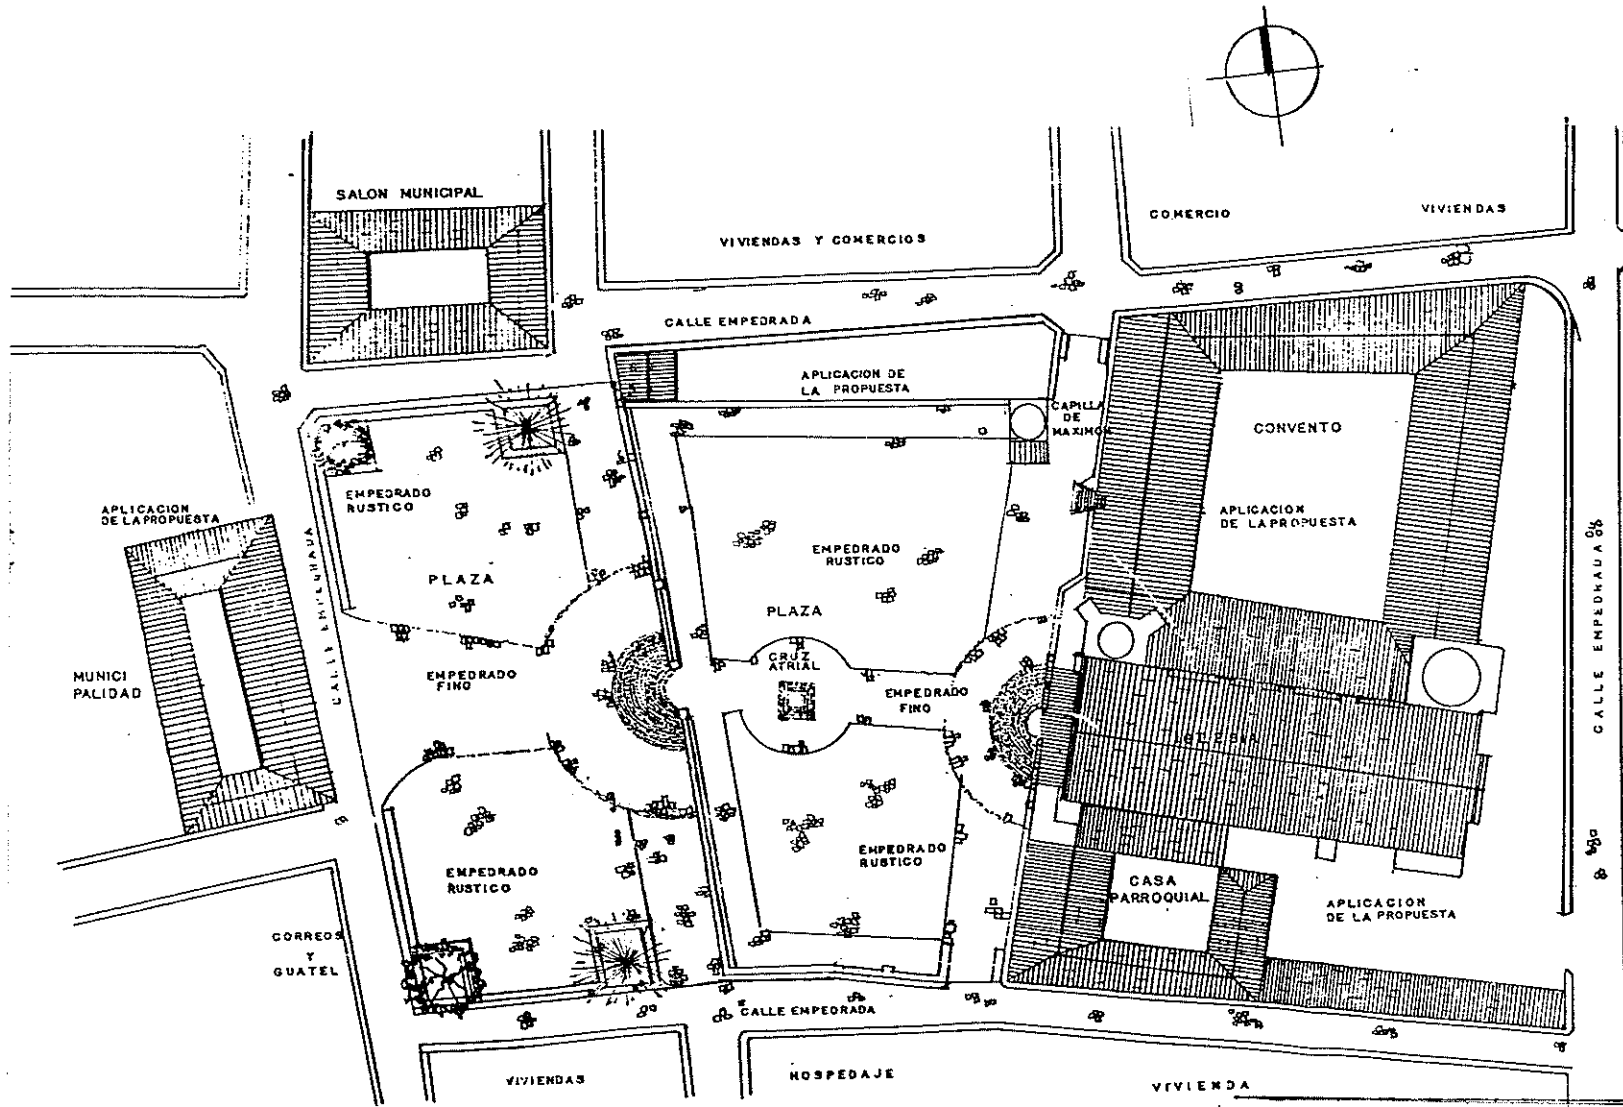 SALON MUNICIPAL
VIVIENDAS Y COMERCIOS
COMERCIO
VIVIENDAS
CALLE EMPEDRADA
APLICACION DE
LA PROPUESTA
CAPILLA
DE
MAXIMON
CONVENTO
EMPEDRADO
RUSTICO
APLICACION
DE LA PROPUESTA
CALLE EMPEDRADA
PLAZA
EMPEDRADO
RUSTICO
PLAZA
APLICACION
DE LA PROPUESTA
CALLE EMPEDRADA
MUNICI
PALIDAD
EMPEDRADO
FINO
CRUZ
ATRIAL
EMPEDRADO
FINO
EMPEDRADO
RUSTICO
EMPEDRADO
RUSTICO
CASA
PARROQUIAL
APLICACION
DE LA PROPUESTA
CORREOS
Y
GUATEL
CALLE EMPEDRADA
VIVIENDAS
HOSPEDAJE
VIVIENDA